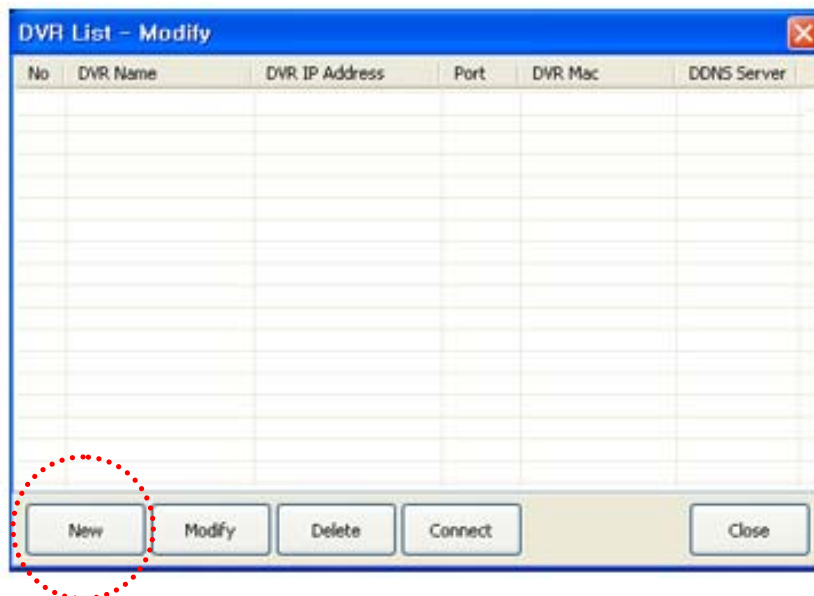 DVR List - Modify
No DVR Name DVR IP Address Port DVR Mac DDNS Server
New Modify Delete Connect Close